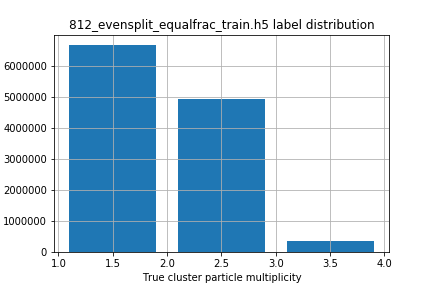 812_evensplit_equalfrac_train.h5 label distribution
6000000
5000000
4000000
3000000
2000000
1000000
0
1.0 1.5 2.0 2.5 3.0 3.5 4.0
True cluster particle multiplicity